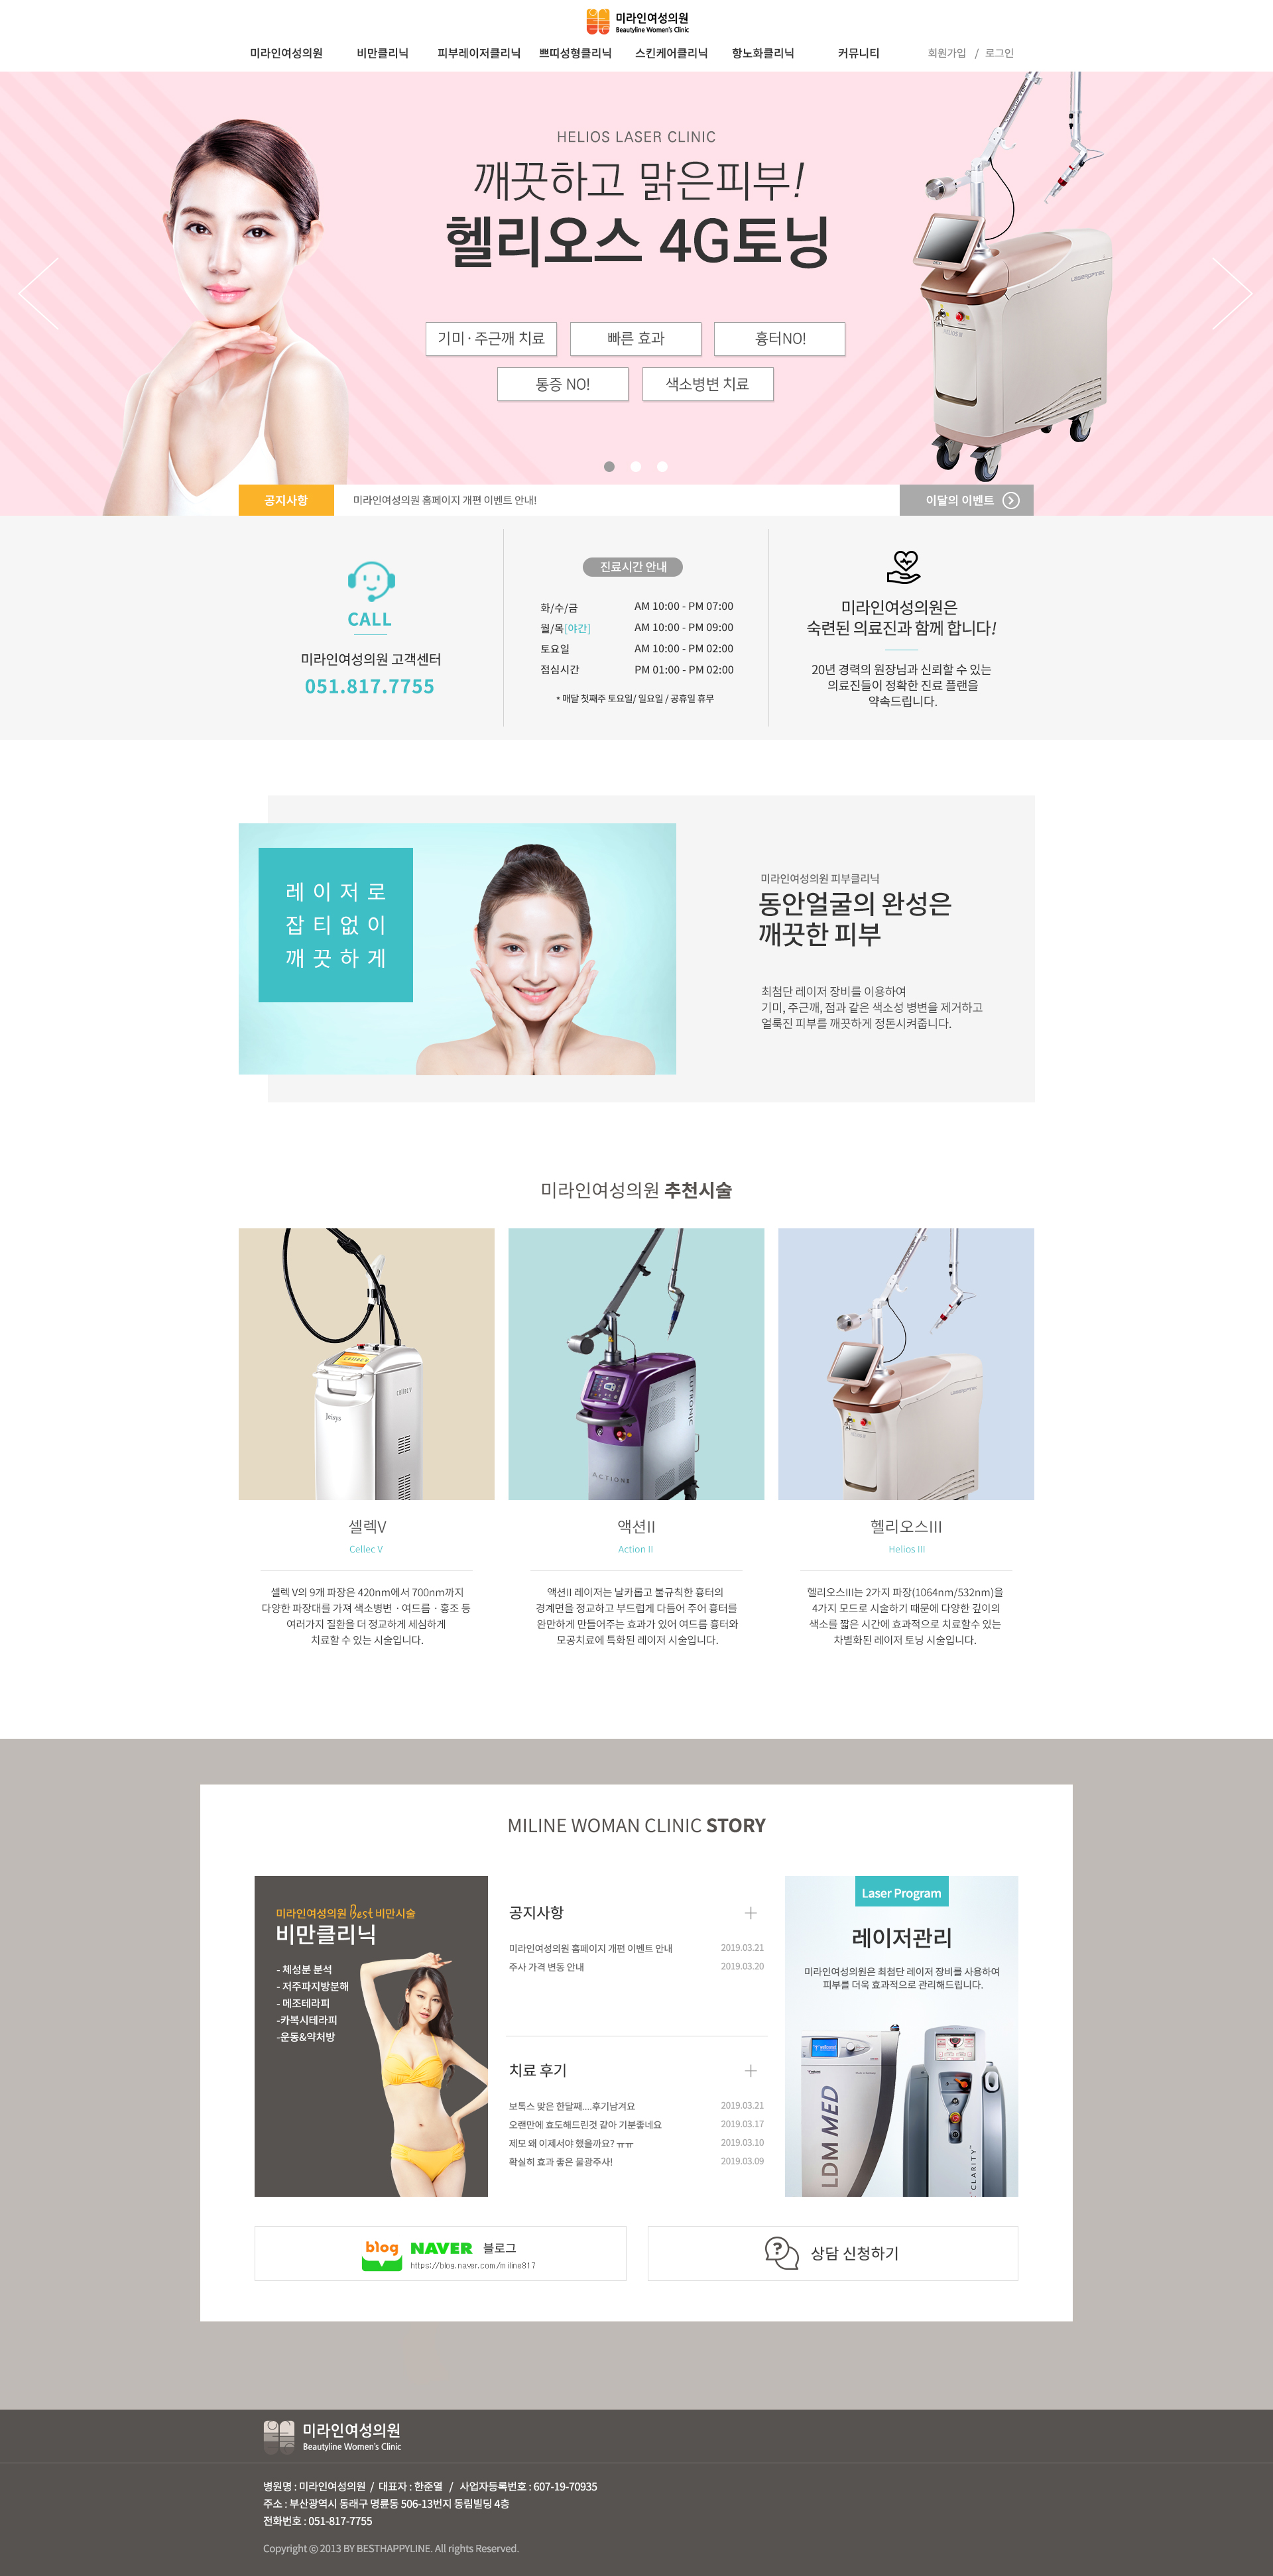 미라인여성의원
Beautyline Women's Clinic
미라인여성의원 비만클리닉 피부레이저클리닉 쁘띠성형클리닉 스킨케어클리닉 항노화클리닉 커뮤니티 회원가입 / 로그인
HELIOS LASER CLINIC
깨끗하고 맑은피부!
헬리오스 4G토닝
기미·주근깨 치료 빠른 효과 흉터NO!
통증 NO! 색소병변 치료
공지사항 미라인여성의원 홈페이지 개편 이벤트 안내! 이달의 이벤트
CALL
미라인여성의원 고객센터
051.817.7755
진료시간 안내
화/수/금 AM 10:00 - PM 07:00
월/목[야간] AM 10:00 - PM 09:00
토요일 AM 10:00 - PM 02:00
점심시간 PM 01:00 - PM 02:00
* 매달 첫째주 토요일/ 일요일 / 공휴일 휴무
미라인여성의원은
숙련된 의료진과 함께 합니다!
20년 경력의 원장님과 신뢰할 수 있는
의료진들이 정확한 진료 플랜을
약속드립니다.
레이저로
잡티없이
깨끗하게
미라인여성의원 피부클리닉
동안얼굴의 완성은
깨끗한 피부
최첨단 레이저 장비를 이용하여
기미, 주근깨, 점과 같은 색소성 병변을 제거하고
얼룩진 피부를 깨끗하게 정돈시켜줍니다.
미라인여성의원 추천시술
CELLEC V
CELLEC V
Jeisys
LUTRONIC
ACTION II
LASEROPTEK
HELIOS III
셀렉V
Cellec V
셀렉 V의 9개 파장은 420nm에서 700nm까지
다양한 파장대를 가져 색소병변 · 여드름 · 홍조 등
여러가지 질환을 더 정교하게 세심하게
치료할 수 있는 시술입니다.
액션II
Action II
액션II 레이저는 날카롭고 불규칙한 흉터의
경계면을 정교하고 부드럽게 다듬어 주어 흉터를
완만하게 만들어주는 효과가 있어 여드름 흉터와
모공치료에 특화된 레이저 시술입니다.
헬리오스III
Helios III
헬리오스III는 2가지 파장(1064nm/532nm)을
4가지 모드로 시술하기 때문에 다양한 깊이의
색소를 짧은 시간에 효과적으로 치료할수 있는
차별화된 레이저 토닝 시술입니다.
MILINE WOMAN CLINIC STORY
미라인여성의원 Best 비만시술
비만클리닉
- 체성분 분석
- 저주파지방분해
- 메조테라피
-카복시테라피
-운동&약처방
공지사항
미라인여성의원 홈페이지 개편 이벤트 안내 2019.03.21
주사 가격 변동 안내 2019.03.20
치료 후기
보톡스 맞은 한달째....후기남겨요 2019.03.21
오랜만에 효도해드린것 같아 기분좋네요 2019.03.17
제모 왜 이제서야 했을까요? ㅠㅠ 2019.03.10
확실히 효과 좋은 물광주사! 2019.03.09
Laser Program
레이저관리
미라인여성의원은 최첨단 레이저 장비를 사용하여
피부를 더욱 효과적으로 관리해드립니다.
LDM MED
CLARITY™
blog NAVER 블로그
https://blog.naver.com/miline817
상담 신청하기
미라인여성의원
Beautyline Women's Clinic
병원명 : 미라인여성의원 / 대표자 : 한준열 / 사업자등록번호 : 607-19-70935
주소 : 부산광역시 동래구 명륜동 506-13번지 동림빌딩 4층
전화번호 : 051-817-7755
Copyright ⓒ 2013 BY BESTHAPPYLINE. All rights Reserved.